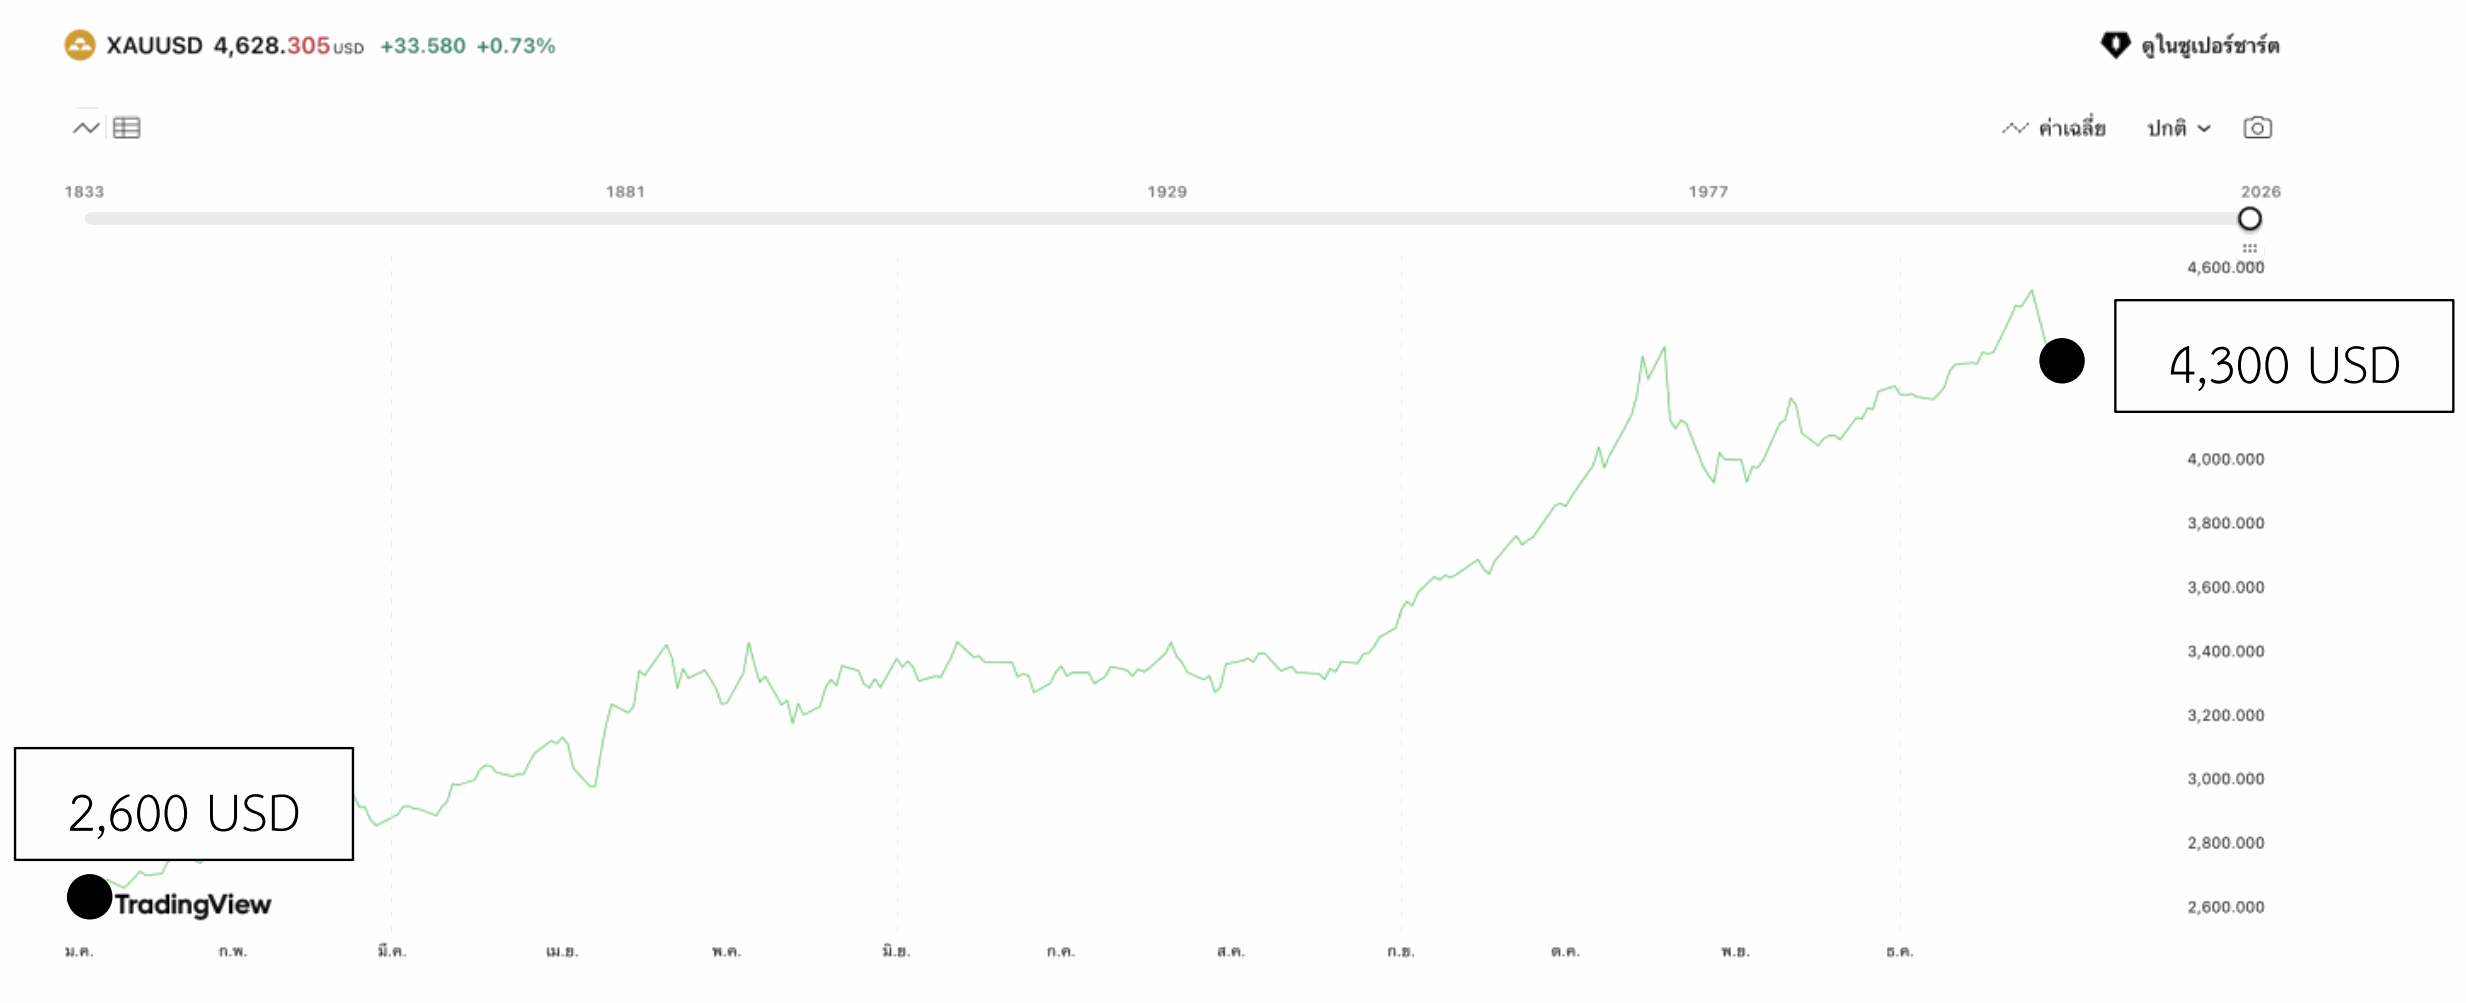 XAUUSD 4,628.305 USD +33.580 +0.73%
ดูในซูเปอร์ชาร์ต
ค่าเฉลี่ย ปกติ
1833 1881 1929 1977 2026
4,600.000
4,300 USD
4,000.000
3,800.000
3,600.000
3,400.000
3,200.000
3,000.000
2,600 USD
2,800.000
TradingView
2,600.000
ม.ค. ก.พ. มี.ค. เม.ย. พ.ค. มิ.ย. ก.ค. ส.ค. ก.ย. ต.ค. พ.ย. ธ.ค.